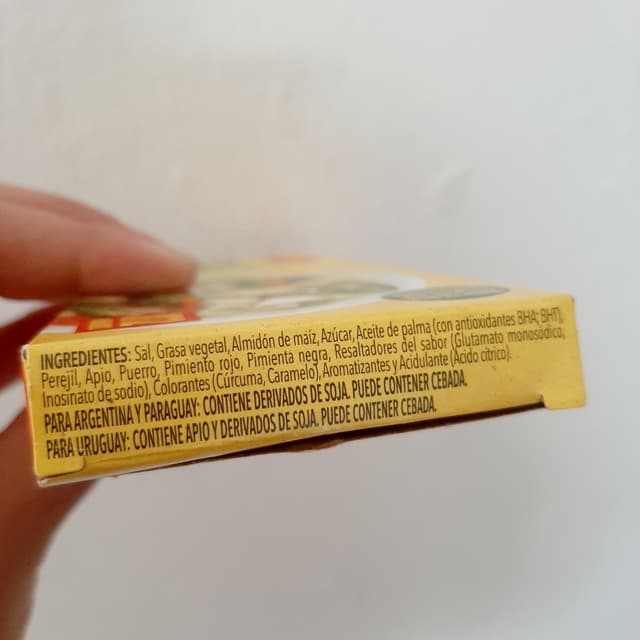 INGREDIENTES: Sal, Grasa vegetal, Almidón de maíz, Azúcar, Aceite de palma (con antioxidantes BHA; BHT),
Perejil, Apio, Puerro, Pimiento rojo, Pimienta negra, Resaltadores del sabor (Glutamato monosódico,
Inosinato de sodio), Colorantes (Cúrcuma, Caramelo), Aromatizantes y Acidulante (Ácido cítrico).
PARA ARGENTINA Y PARAGUAY: CONTIENE DERIVADOS DE SOJA. PUEDE CONTENER CEBADA.
PARA URUGUAY: CONTIENE APIO Y DERIVADOS DE SOJA. PUEDE CONTENER CEBADA.